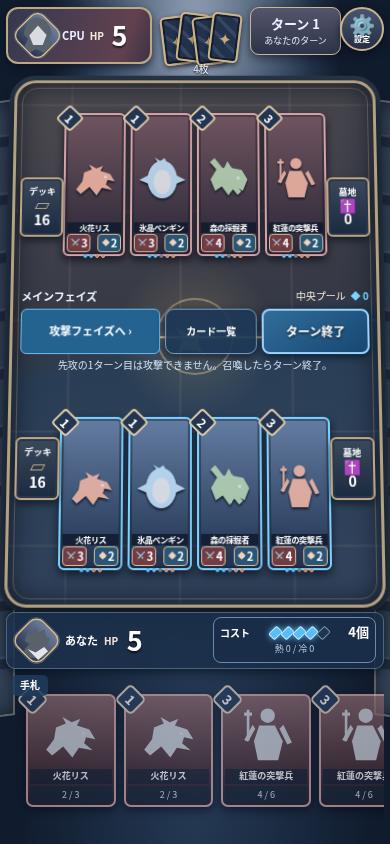 CPU HP 5
4枚
ターン 1
あなたのターン
設定
デッキ
16
1 1 2 3
火花リス 氷晶ペンギン 森の採掘者 紅蓮の突撃兵
3 2 3 2 4 2 4 2
墓地
0
メインフェイズ
中央プール 0
攻撃フェイズへ ›
カード一覧
ターン終了
先攻の1ターン目は攻撃できません。召喚したらターン終了。
デッキ
16
1 1 2 3
火花リス 氷晶ペンギン 森の採掘者 紅蓮の突撃兵
3 2 3 2 4 2 4 2
墓地
0
あなた HP 5
コスト 4個
熱 0 / 冷 0
手札
1 1 3 3
火花リス 火花リス 紅蓮の突撃兵 紅蓮の突撃
2 / 3 2 / 3 4 / 6 4 / 6